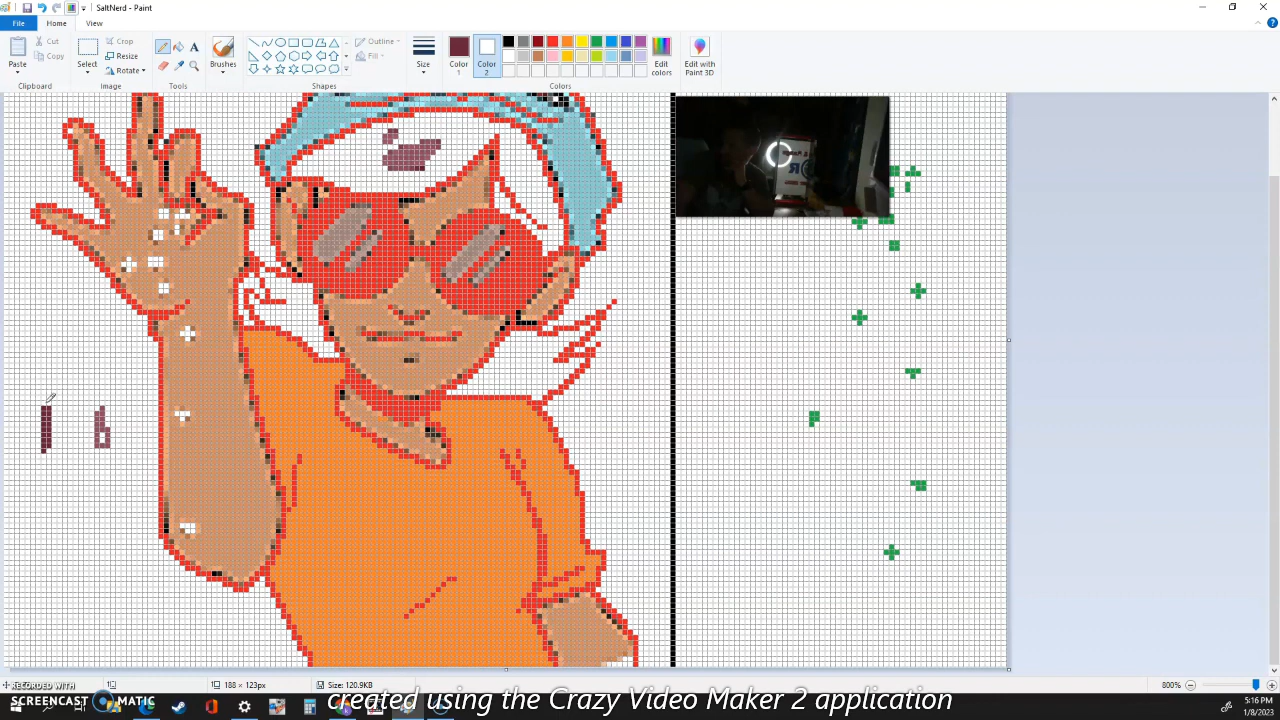 SaltNerd - Paint
File
Home
View
Paste
Cut
Copy
Clipboard
Select
Crop
Resize
Rotate
Image
Tools
Brushes
Shapes
Outline
Fill
Size
Color
1
Color
2
Colors
Edit
colors
Edit with
Paint 3D
1 6
RECORDED WITH
SCREENCAST MATIC
188 × 123px
Size: 120.9KB
800%
created using the Crazy Video Maker 2 application
5:16 PM
1/8/2023